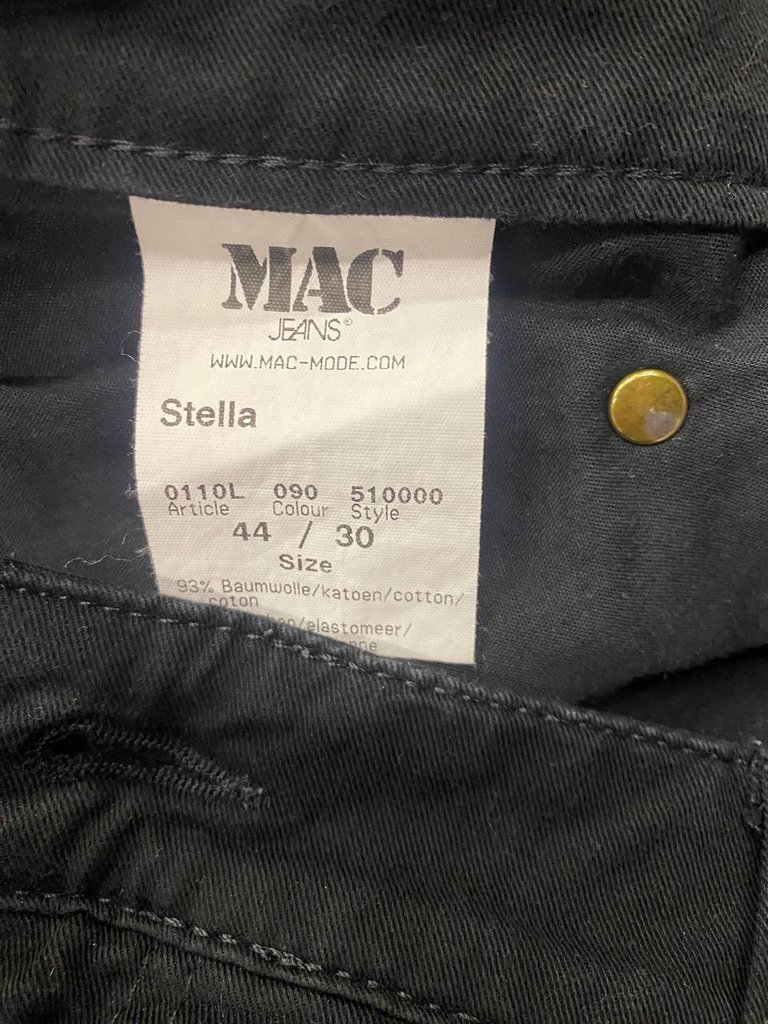 MAC
JEANS®
WWW.MAC-MODE.COM
Stella
0110L 090 510000
Article Colour Style
44 / 30
Size
93% Baumwolle/katoen/cotton/
coton
/elastomeer/